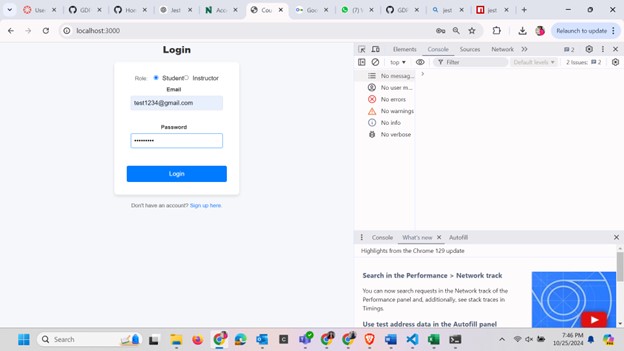 Use
GDI
Hom
Jest
Acce
Cou
Goo
(7) V
GDI
jest
jest
localhost:3000
Relaunch to update
Login
Role:
Student
Instructor
Email
test1234@gmail.com
Password
•••••••••
Login
Don't have an account? Sign up here.
Elements
Console
Sources
Network
2
top
Filter
Default levels
2 Issues:
2
No messag...
No user m...
No errors
No warnings
No info
No verbose
Console
What's new
Autofill
Highlights from the Chrome 129 update
Search in the Performance > Network track
You can now search requests in the Network track of the
Performance panel and, additionally, see stack traces in
Timings.
Use test address data in the Autofill panel
Search
7:46 PM
10/25/2024